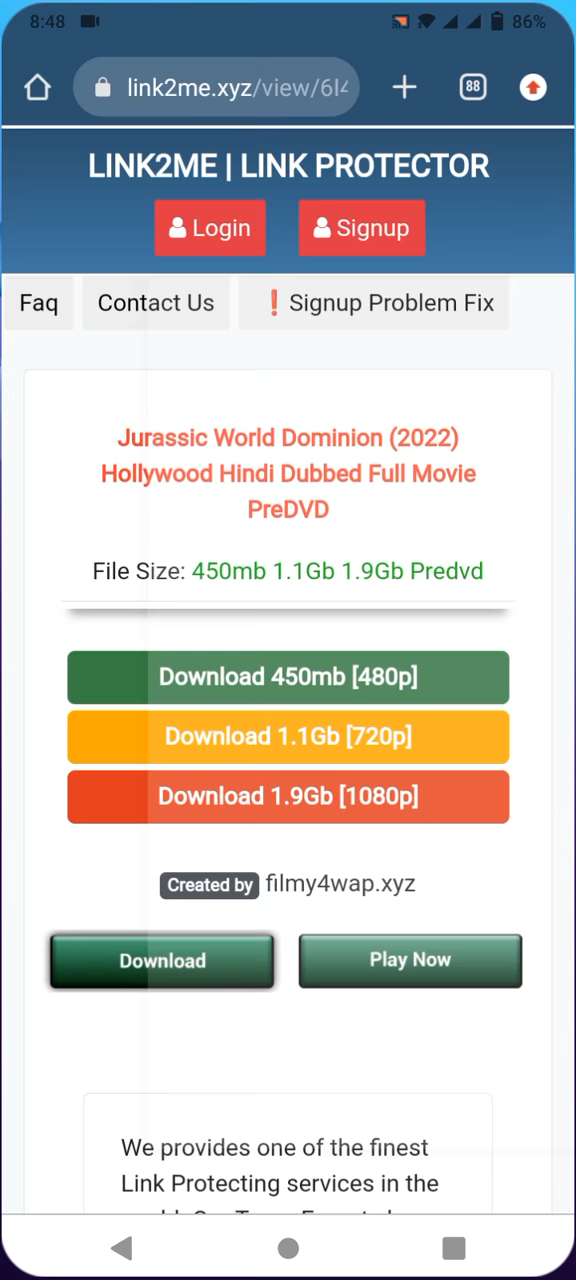 8:48 86%
link2me.xyz/view/6l4 88
LINK2ME | LINK PROTECTOR
Login Signup
Faq Contact Us ❗Signup Problem Fix
Jurassic World Dominion (2022)
Hollywood Hindi Dubbed Full Movie
PreDVD
File Size: 450mb 1.1Gb 1.9Gb Predvd
Download 450mb [480p]
Download 1.1Gb [720p]
Download 1.9Gb [1080p]
Created by filmy4wap.xyz
Download Play Now
We provides one of the finest
Link Protecting services in the